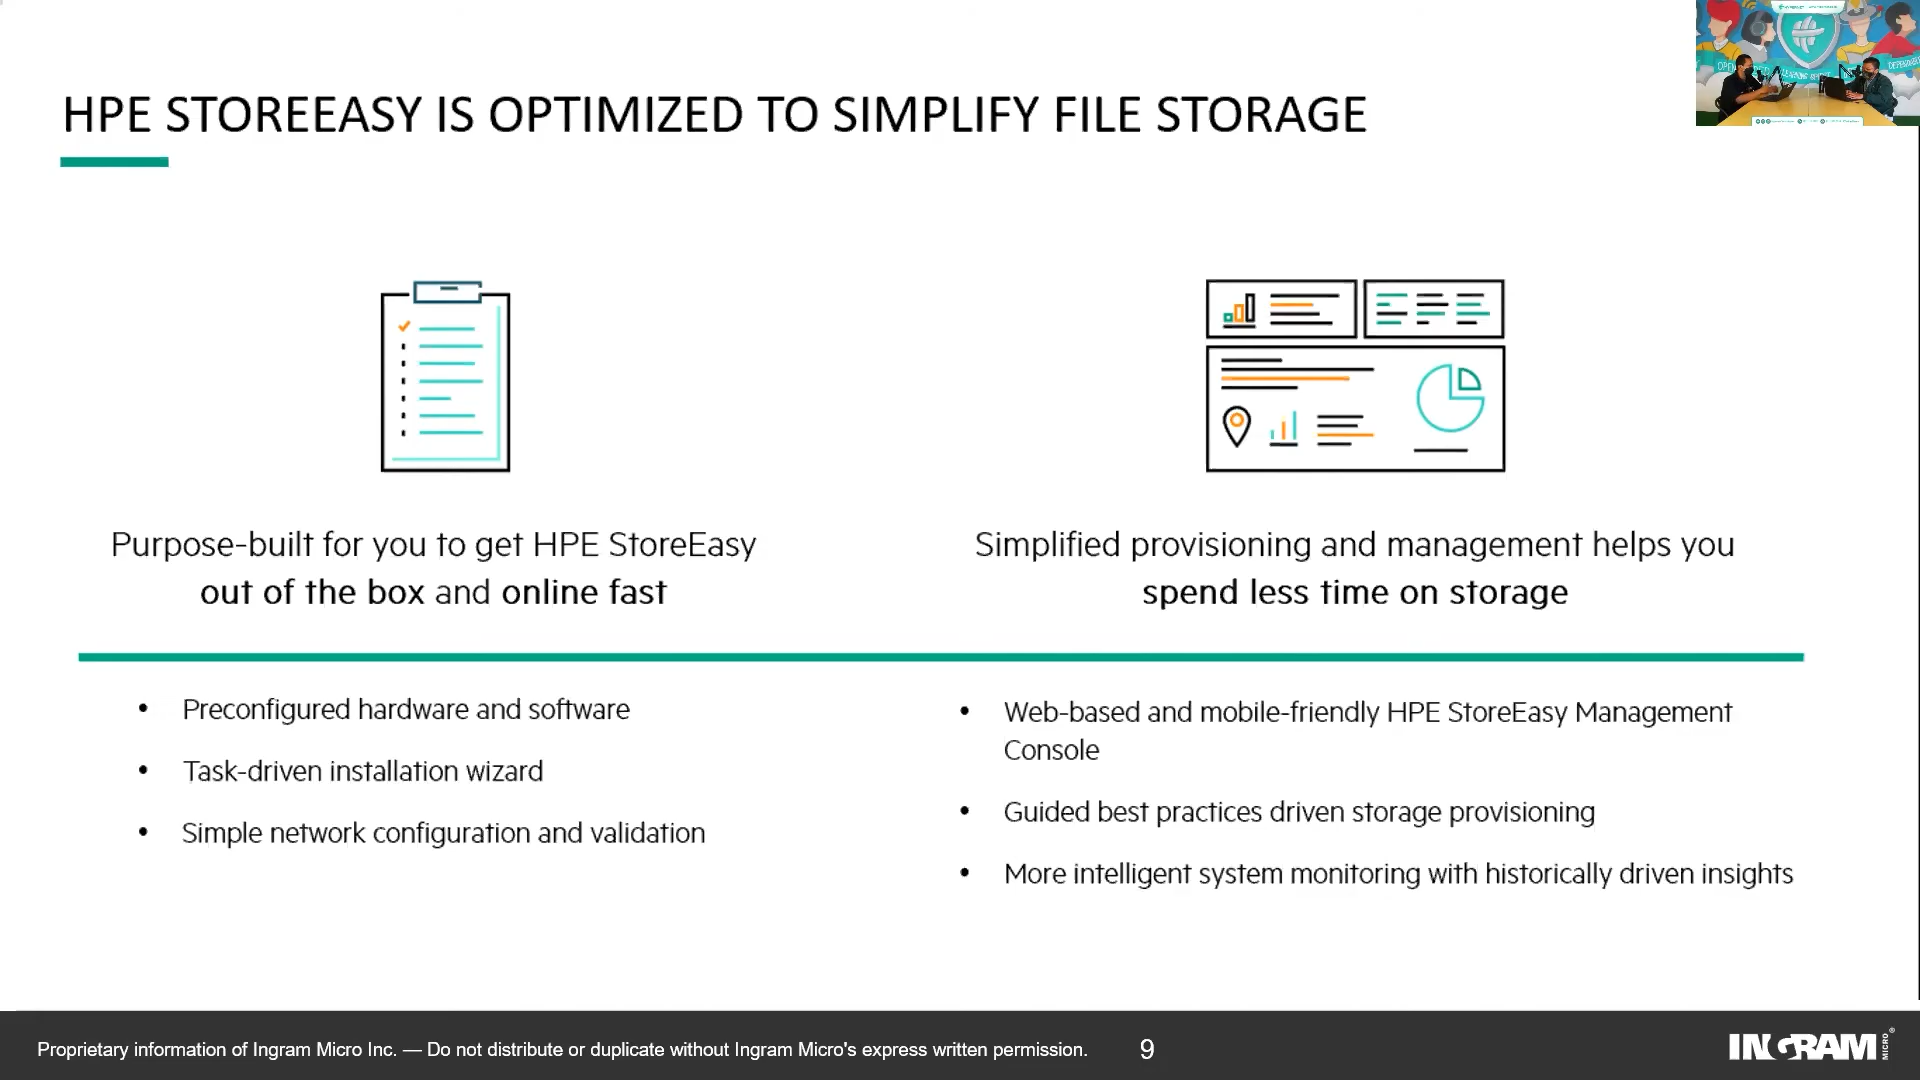 HPE STOREEASY IS OPTIMIZED TO SIMPLIFY FILE STORAGE
Purpose-built for you to get HPE StoreEasy
out of the box and online fast
• Preconfigured hardware and software
• Task-driven installation wizard
• Simple network configuration and validation
Simplified provisioning and management helps you
spend less time on storage
• Web-based and mobile-friendly HPE StoreEasy Management
Console
• Guided best practices driven storage provisioning
• More intelligent system monitoring with historically driven insights
Proprietary information of Ingram Micro Inc. — Do not distribute or duplicate without Ingram Micro's express written permission.
9
INGRAM MICRO®